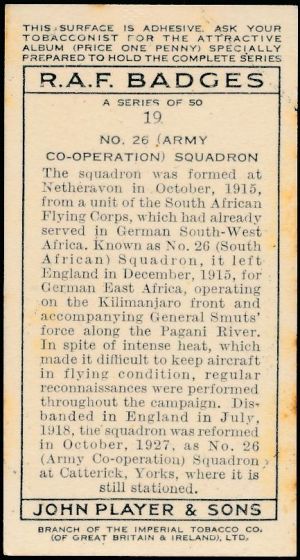 THIS SURFACE IS ADHESIVE. ASK YOUR
TOBACCONIST FOR THE ATTRACTIVE
ALBUM (PRICE ONE PENNY) SPECIALLY
PREPARED TO HOLD THE COMPLETE SERIES
R.A.F. BADGES
A SERIES OF 50
19
NO. 26 (ARMY
CO-OPERATION) SQUADRON
The squadron was formed at
Netheravon in October, 1915,
from a unit of the South African
Flying Corps, which had already
served in German South-West
Africa. Known as No. 26 (South
African) Squadron, it left
England in December, 1915, for
German East Africa, operating
on the Kilimanjaro front and
accompanying General Smuts'
force along the Pagani River.
In spite of intense heat, which
made it difficult to keep aircraft
in flying condition, regular
reconnaissances were performed
throughout the campaign. Dis-
banded in England in July,
1918, the squadron was reformed
in October, 1927, as No. 26
(Army Co-operation) Squadron
at Catterick, Yorks, where it is
still stationed.
JOHN PLAYER & SONS
BRANCH OF THE IMPERIAL TOBACCO CO.
(OF GREAT BRITAIN & IRELAND), LTD.